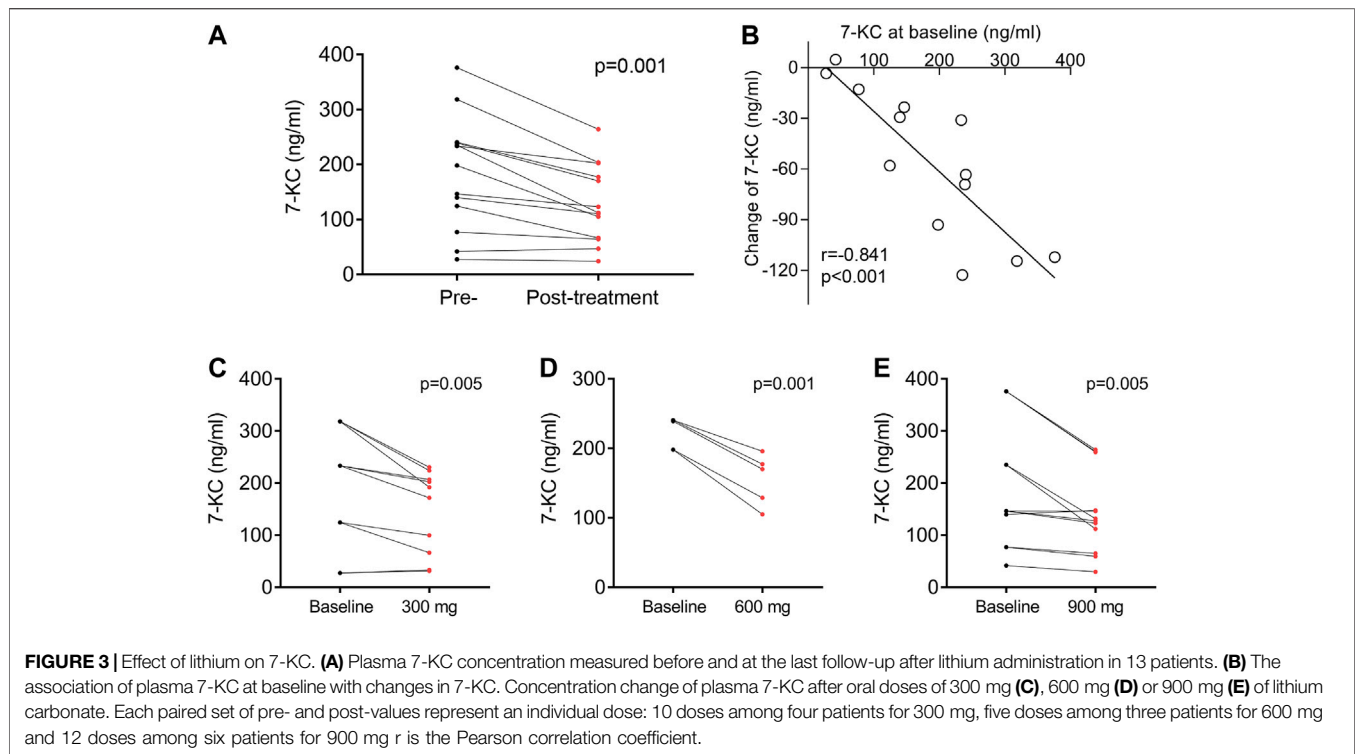 A
p=0.001
400
300
200
100
0
7-KC (ng/ml)
Pre-
Post-treatment
B
7-KC at baseline (ng/ml)
100 200 300 400
0
-30
-60
-90
-120
Change of 7-KC (ng/ml)
r=-0.841
p<0.001
C
p=0.005
400
300
200
100
0
7-KC (ng/ml)
Baseline 300 mg
D
p=0.001
300
200
100
0
7-KC (ng/ml)
Baseline 600 mg
E
p=0.005
400
300
200
100
0
7-KC (ng/ml)
Baseline 900 mg
FIGURE 3 | Effect of lithium on 7-KC. (A) Plasma 7-KC concentration measured before and at the last follow-up after lithium administration in 13 patients. (B) The
association of plasma 7-KC at baseline with changes in 7-KC. Concentration change of plasma 7-KC after oral doses of 300 mg (C), 600 mg (D) or 900 mg (E) of lithium
carbonate. Each paired set of pre- and post-values represent an individual dose: 10 doses among four patients for 300 mg, five doses among three patients for 600 mg
and 12 doses among six patients for 900 mg r is the Pearson correlation coefficient.